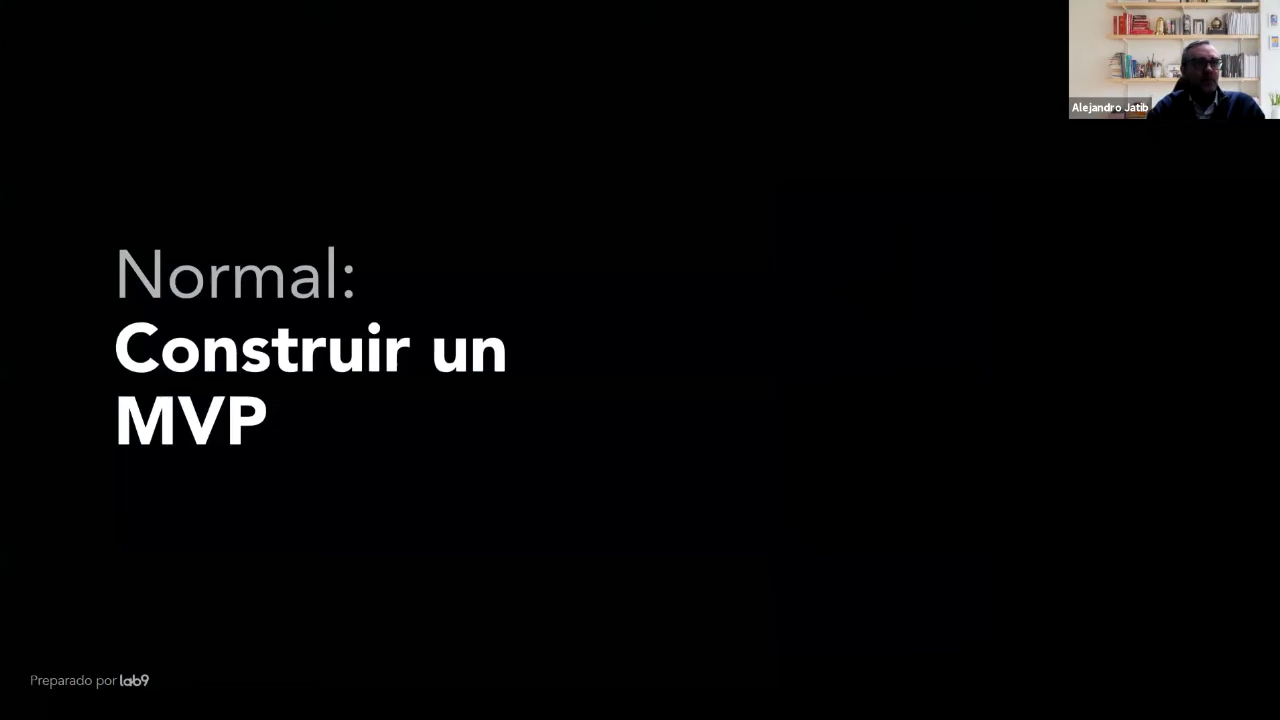 Alejandro Jatib
Normal:
Construir un
MVP
Preparado por lab9